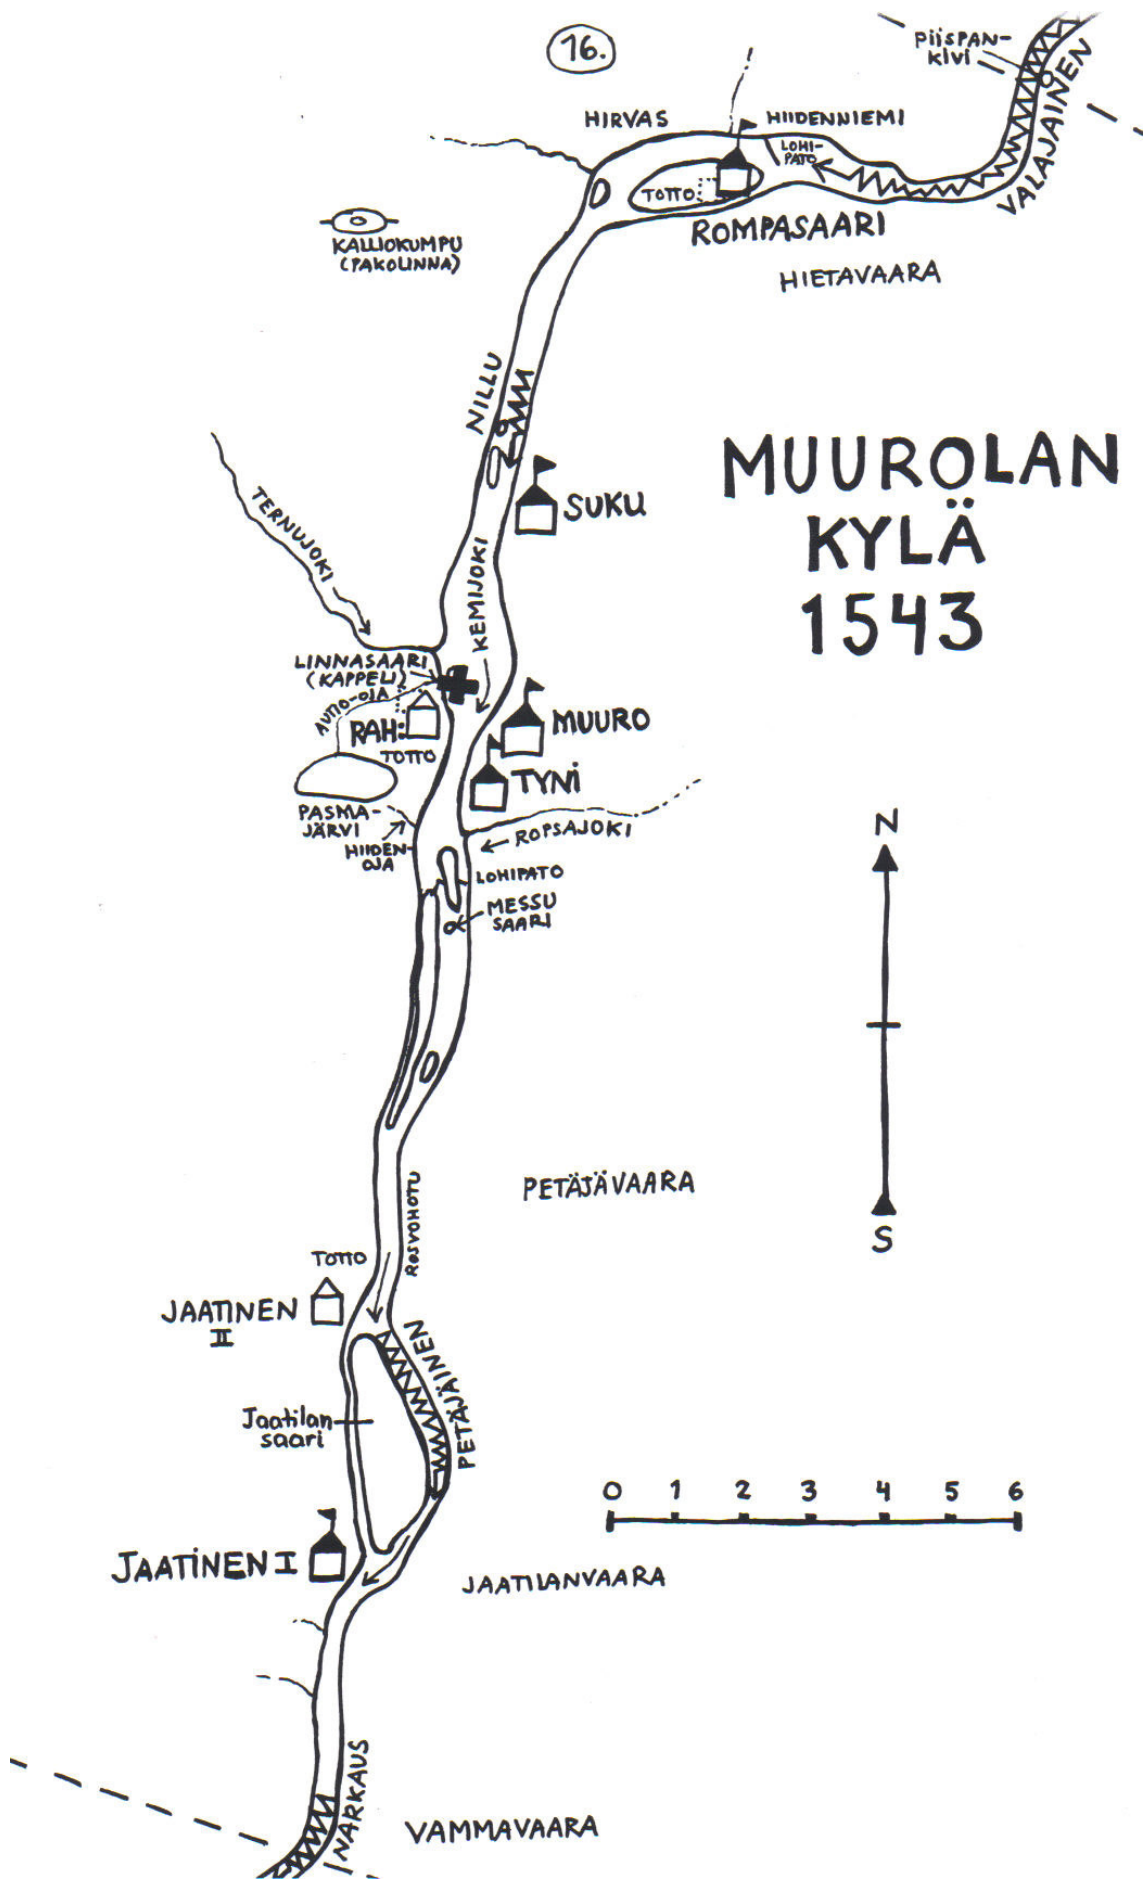 16.
PiiSPAN-
KIVI
VALAJAINEN
HIRVAS
HIIDENNIEMI
LOHI-
PATO
TOTTO
ROMPASAARI
HIETAVAARA
KALLIOKUMPU
(PAKOLINNA)
NILLU
MUUROLAN
KYLÄ
1543
SUKU
TERNUJOKI
KEMIJOKI
LINNASAARI
(KAPPELI)
AUTIO-OJA
RAH:
TOTTO
MUURO
TYNi
PASMA-
JÄRVI
HIIDEN-
OJA
ROPSAJOKI
LOHIPATO
MESSU
SAARI
N
S
PETÄJÄVAARA
ROSVOHOTU
TOTTO
JAATINEN
II
PETÄJÄINEN
Jaatilan
saari
0 1 2 3 4 5 6
JAATiNEN I
JAATILANVAARA
NARKAUS
VAMMAVAARA